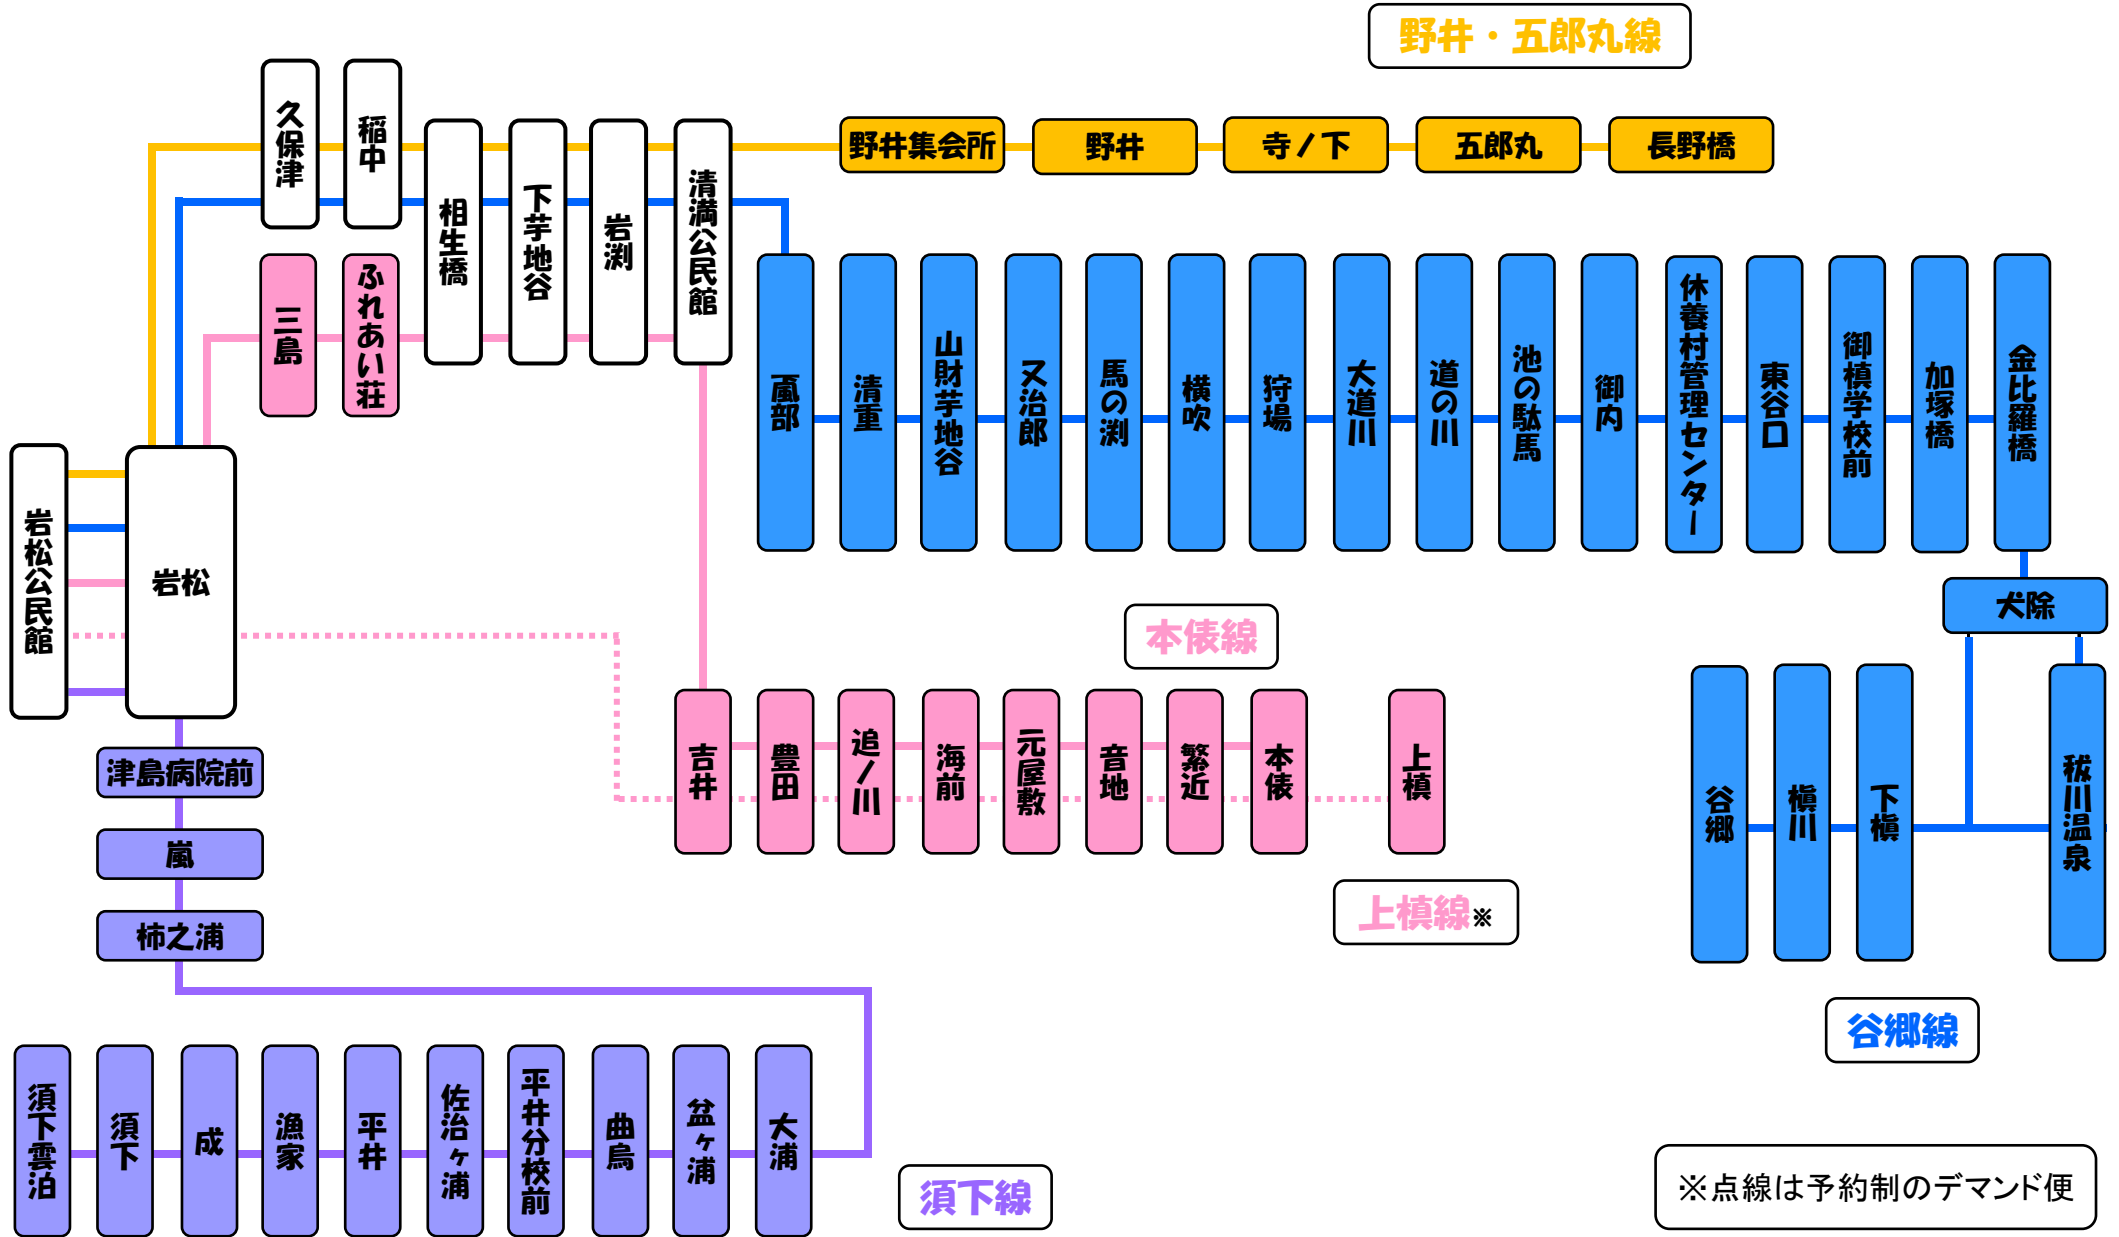 野井・五郎丸線
久保津
稲中
相生橋
下芋地谷
岩渕
清満公民館
野井集会所
野井
寺ノ下
五郎丸
長野橋
三島
ふれあい荘
颪部
清重
山財芋地谷
又治郎
馬の渕
横吹
狩場
大道川
道の川
池の駄馬
御内
休養村管理センター
東谷口
御槙学校前
加塚橋
金比羅橋
岩松公民館
岩松
犬除
本俵線
谷郷
槇川
下槇
祓川温泉
吉井
豊田
追ノ川
海前
元屋敷
音地
繁近
本俵
上槙
津島病院前
嵐
柿之浦
上槙線※
谷郷線
須下雲泊
須下
成
漁家
平井
佐治ヶ浦
平井分校前
曲烏
盆ヶ浦
大浦
須下線
※点線は予約制のデマンド便